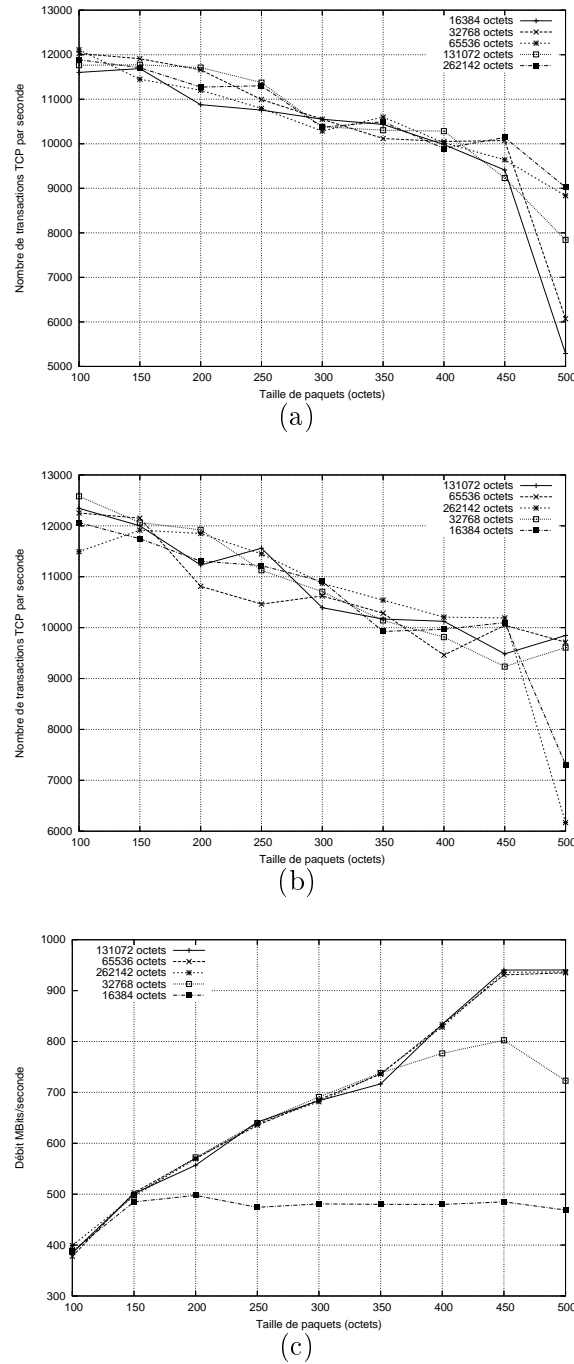 13000
12000
11000
10000
9000
8000
7000
6000
5000
Nombre de transactions TCP par seconde
16384 octets
32768 octets
65536 octets
131072 octets
262142 octets
100 150 200 250 300 350 400 450 500
Taille de paquets (octets)
(a)
13000
12000
11000
10000
9000
8000
7000
6000
Nombre de transactions TCP par seconde
131072 octets
65536 octets
262142 octets
32768 octets
16384 octets
100 150 200 250 300 350 400 450 500
Taille de paquets (octets)
(b)
1000
900
800
700
600
500
400
300
Débit MBits/seconde
131072 octets
65536 octets
262142 octets
32768 octets
16384 octets
100 150 200 250 300 350 400 450 500
Taille de paquets (octets)
(c)